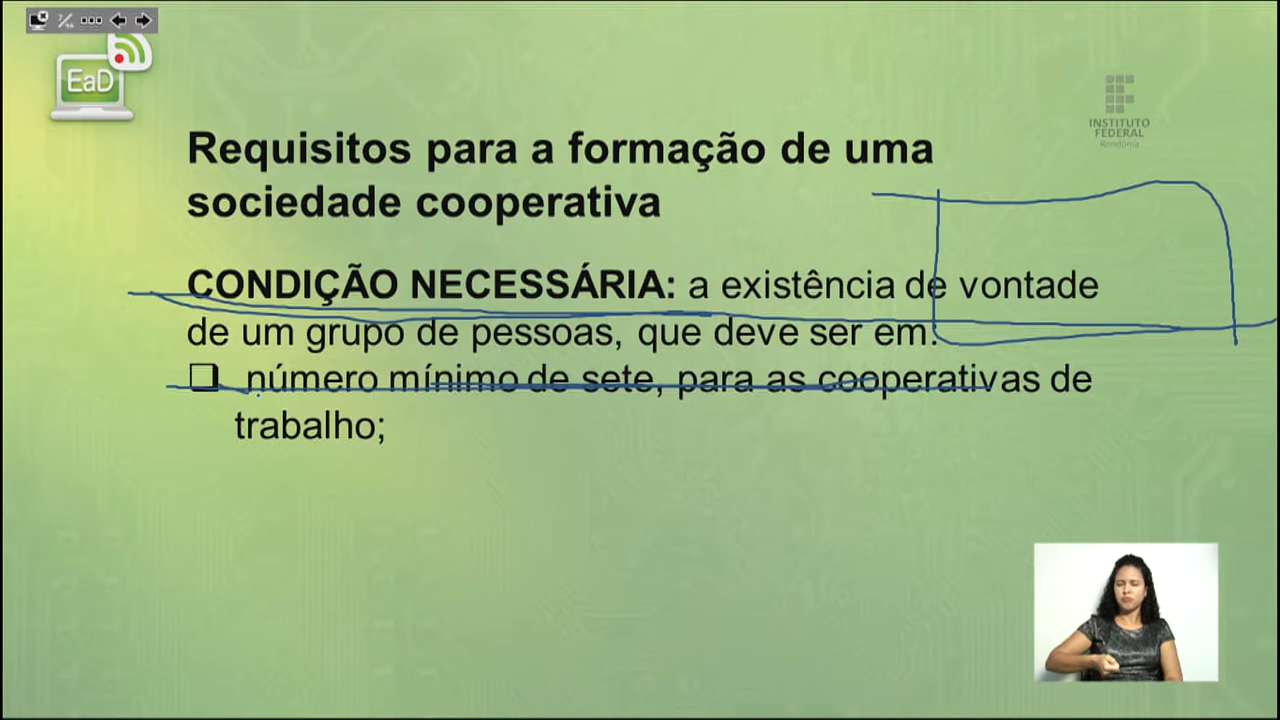 EaD
INSTITUTO
FEDERAL
Rondônia
Requisitos para a formação de uma
sociedade cooperativa
CONDIÇÃO NECESSÁRIA: a existência de vontade
de um grupo de pessoas, que deve ser em:
número mínimo de sete, para as cooperativas de
trabalho;